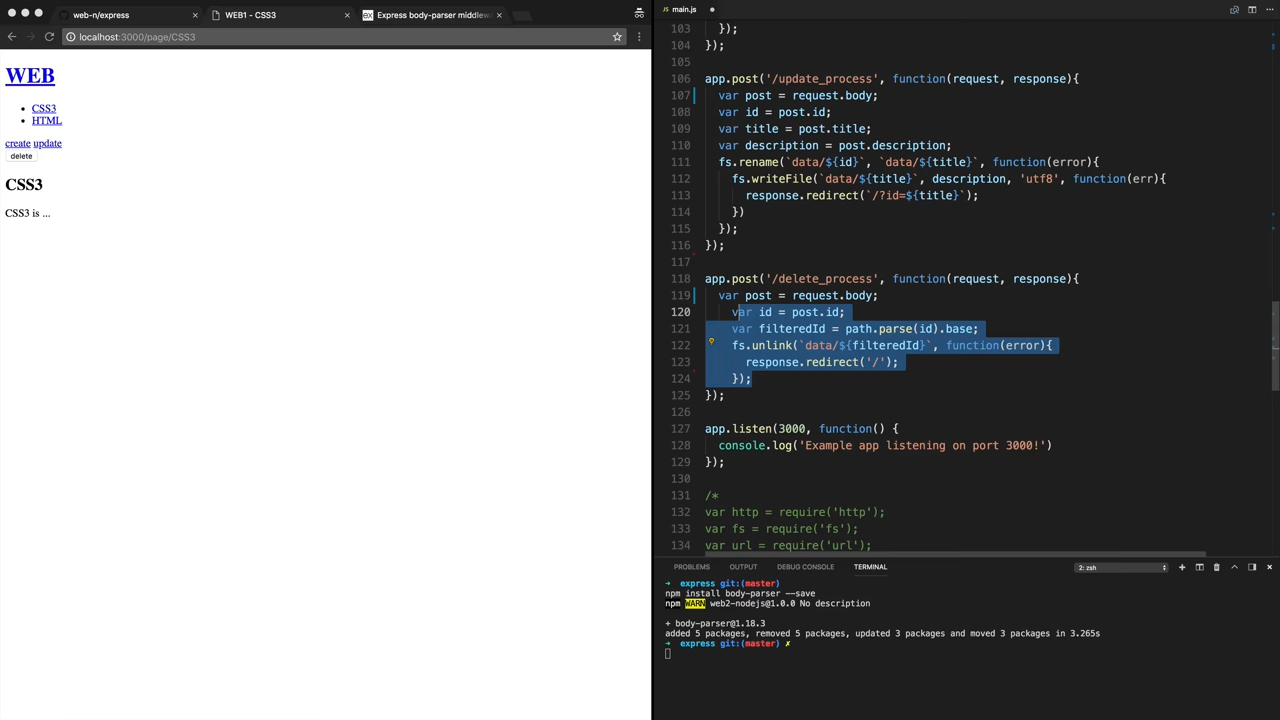 web-n/express
WEB1 - CSS3
Express body-parser middlew
localhost:3000/page/CSS3
WEB
CSS3
HTML
create update
delete
CSS3
CSS3 is ...
main.js
103 });
104 });
105
106 app.post('/update_process', function(request, response){
107 var post = request.body;
108 var id = post.id;
109 var title = post.title;
110 var description = post.description;
111 fs.rename(`data/${id}`, `data/${title}`, function(error){
112 fs.writeFile(`data/${title}`, description, 'utf8', function(err){
113 response.redirect(`/?id=${title}`);
114 })
115 });
116 });
117
118 app.post('/delete_process', function(request, response){
119 var post = request.body;
120 var id = post.id;
121 var filteredId = path.parse(id).base;
122 fs.unlink(`data/${filteredId}`, function(error){
123 response.redirect('/');
124 });
125 });
126
127 app.listen(3000, function() {
128 console.log('Example app listening on port 3000!')
129 });
130
131 /*
132 var http = require('http');
133 var fs = require('fs');
134 var url = require('url');
PROBLEMS OUTPUT DEBUG CONSOLE TERMINAL 2: zsh
➜ express git:(master)
npm install body-parser --save
npm WARN web2-nodejs@1.0.0 No description
+ body-parser@1.18.3
added 5 packages, removed 5 packages, updated 3 packages and moved 3 packages in 3.265s
➜ express git:(master) ✗